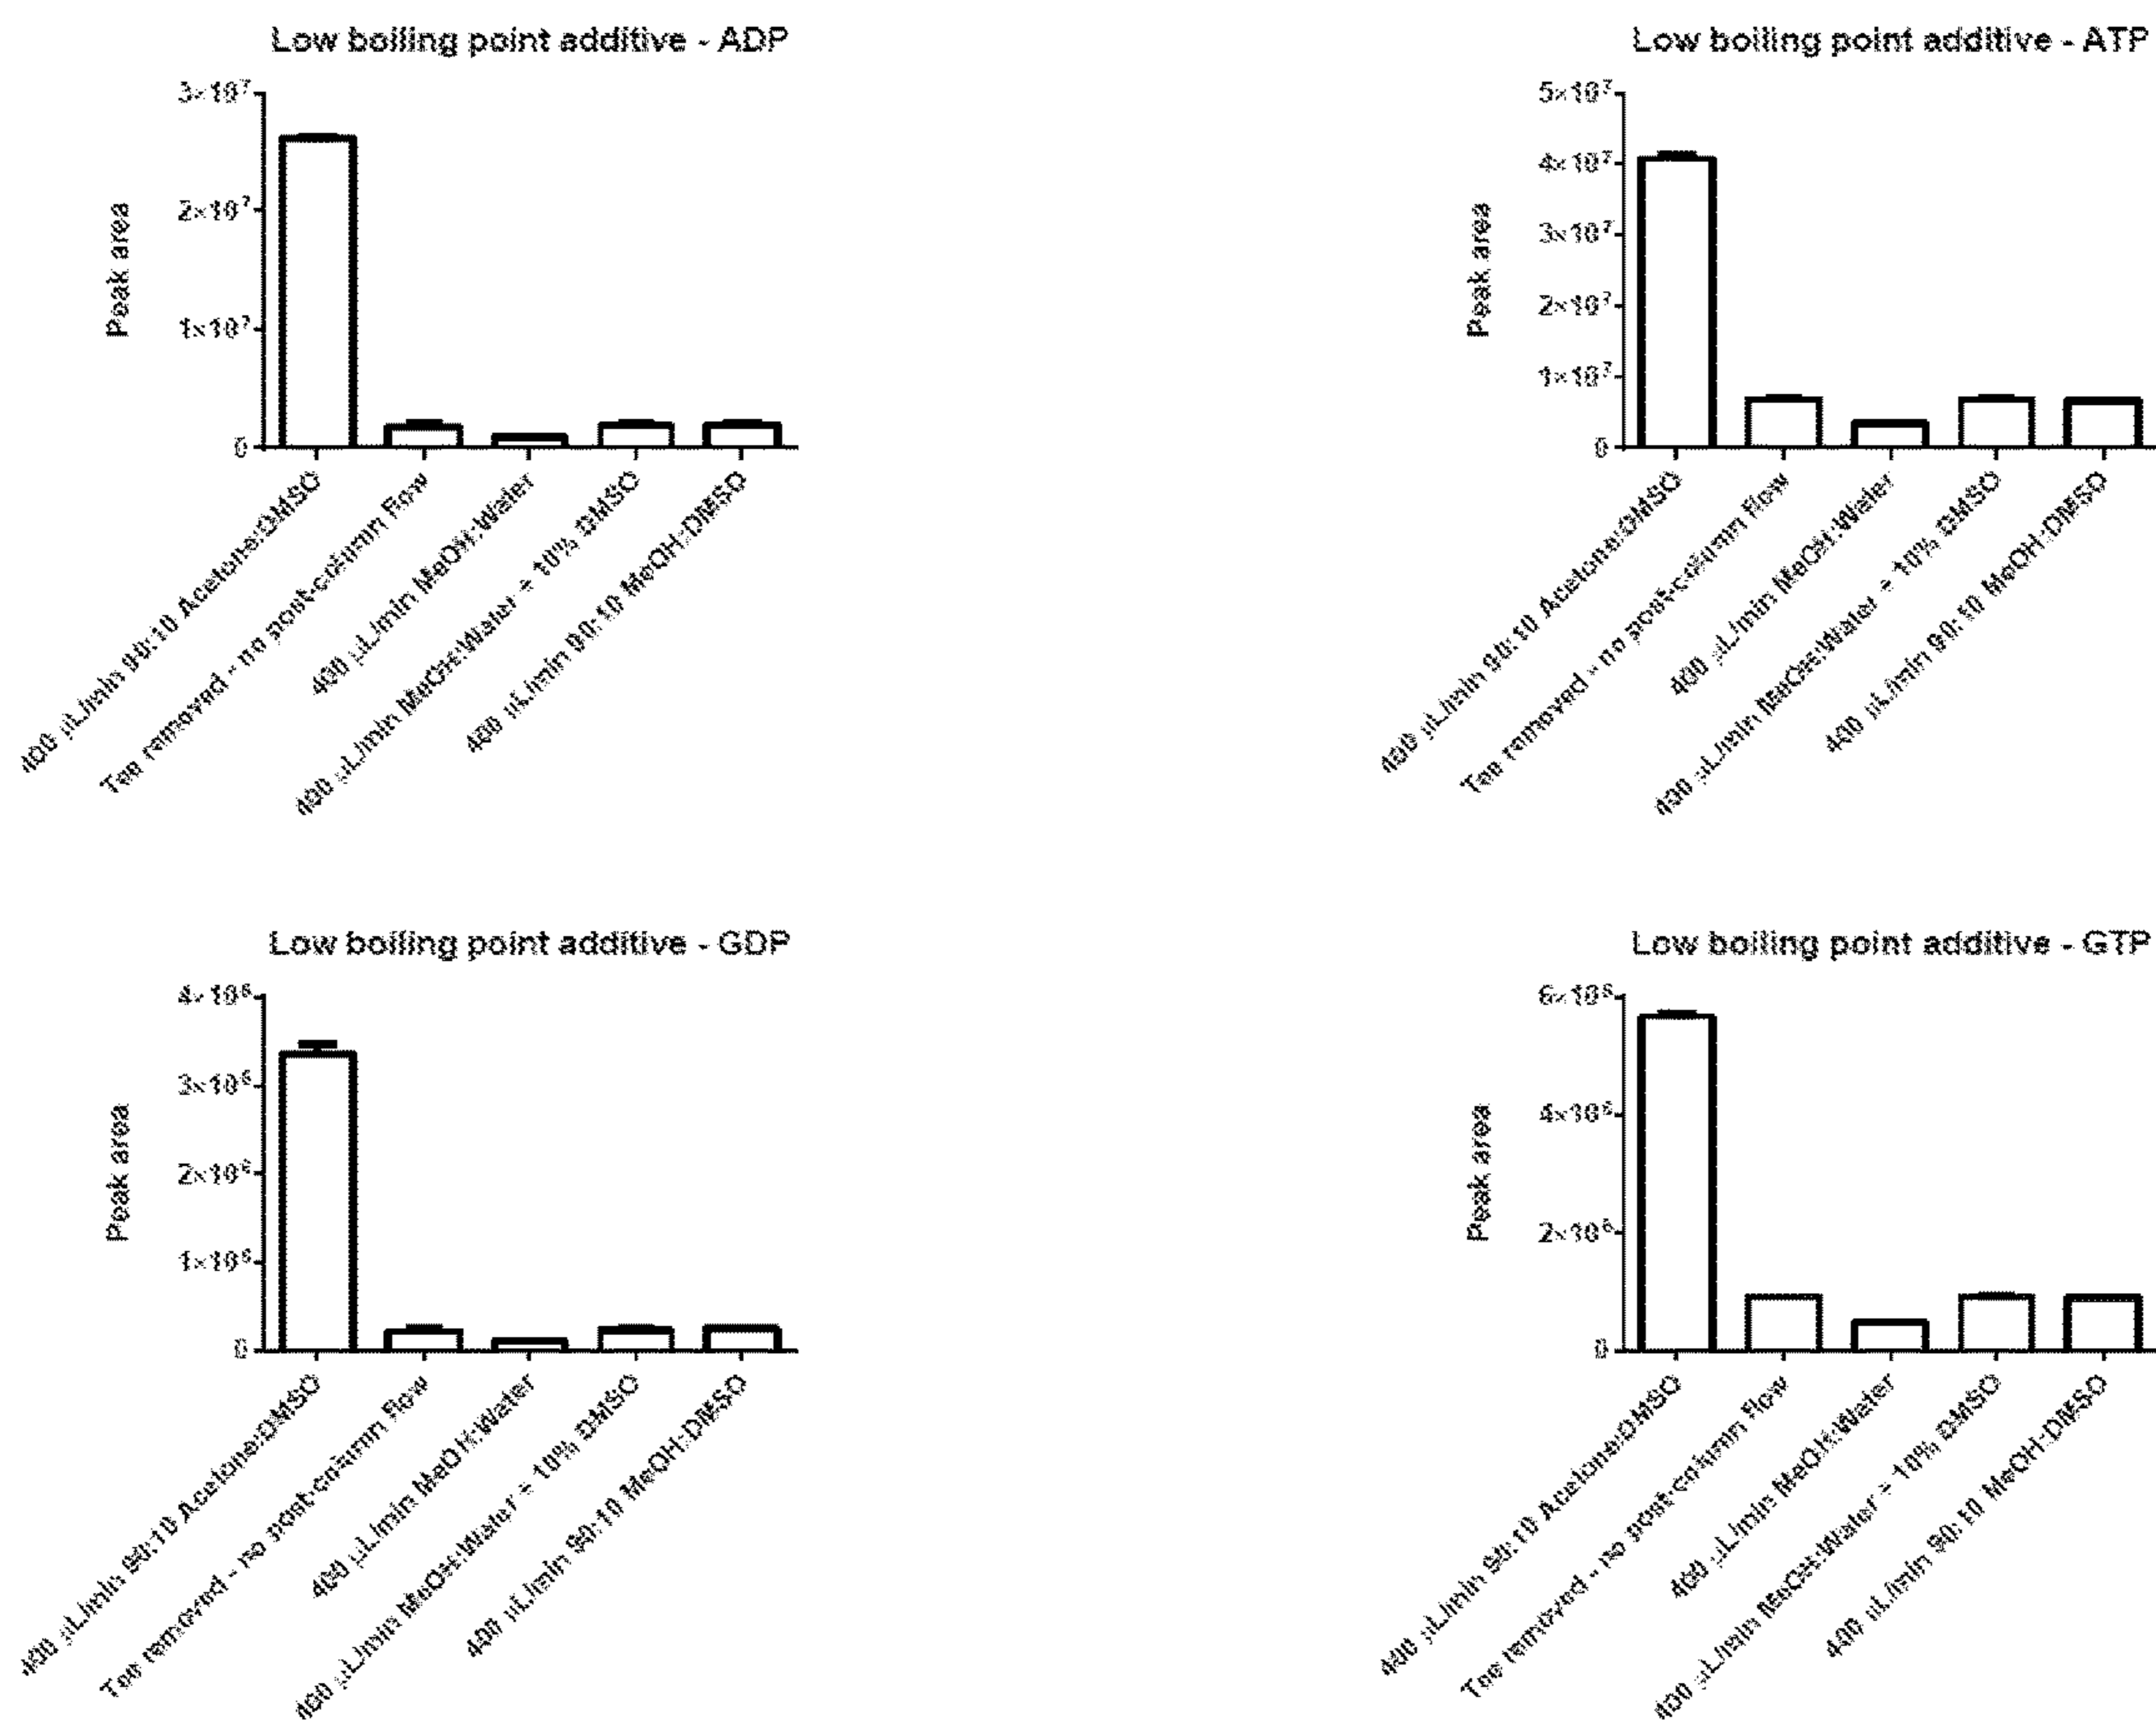 Low boiling point additive - ADP
Peak area
3×10⁷
2×10⁷
1×10⁷
0
400 µL/min 90:10 Acetone:DMSO
Tee removed - no post-column flow
400 µL/min MeOH:Water
400 µL/min MeOH:Water + 10% DMSO
400 µL/min 90:10 MeOH:DMSO
Low boiling point additive - ATP
Peak area
5×10⁷
4×10⁷
3×10⁷
2×10⁷
1×10⁷
0
400 µL/min 90:10 Acetone:DMSO
Tee removed - no post-column flow
400 µL/min MeOH:Water
400 µL/min MeOH:Water + 10% DMSO
400 µL/min 90:10 MeOH:DMSO
Low boiling point additive - GDP
Peak area
4×10⁶
3×10⁶
2×10⁶
1×10⁶
0
400 µL/min 90:10 Acetone:DMSO
Tee removed - no post-column flow
400 µL/min MeOH:Water
400 µL/min MeOH:Water + 10% DMSO
400 µL/min 90:10 MeOH:DMSO
Low boiling point additive - GTP
Peak area
6×10⁶
4×10⁶
2×10⁶
0
400 µL/min 90:10 Acetone:DMSO
Tee removed - no post-column flow
400 µL/min MeOH:Water
400 µL/min MeOH:Water + 10% DMSO
400 µL/min 90:10 MeOH:DMSO